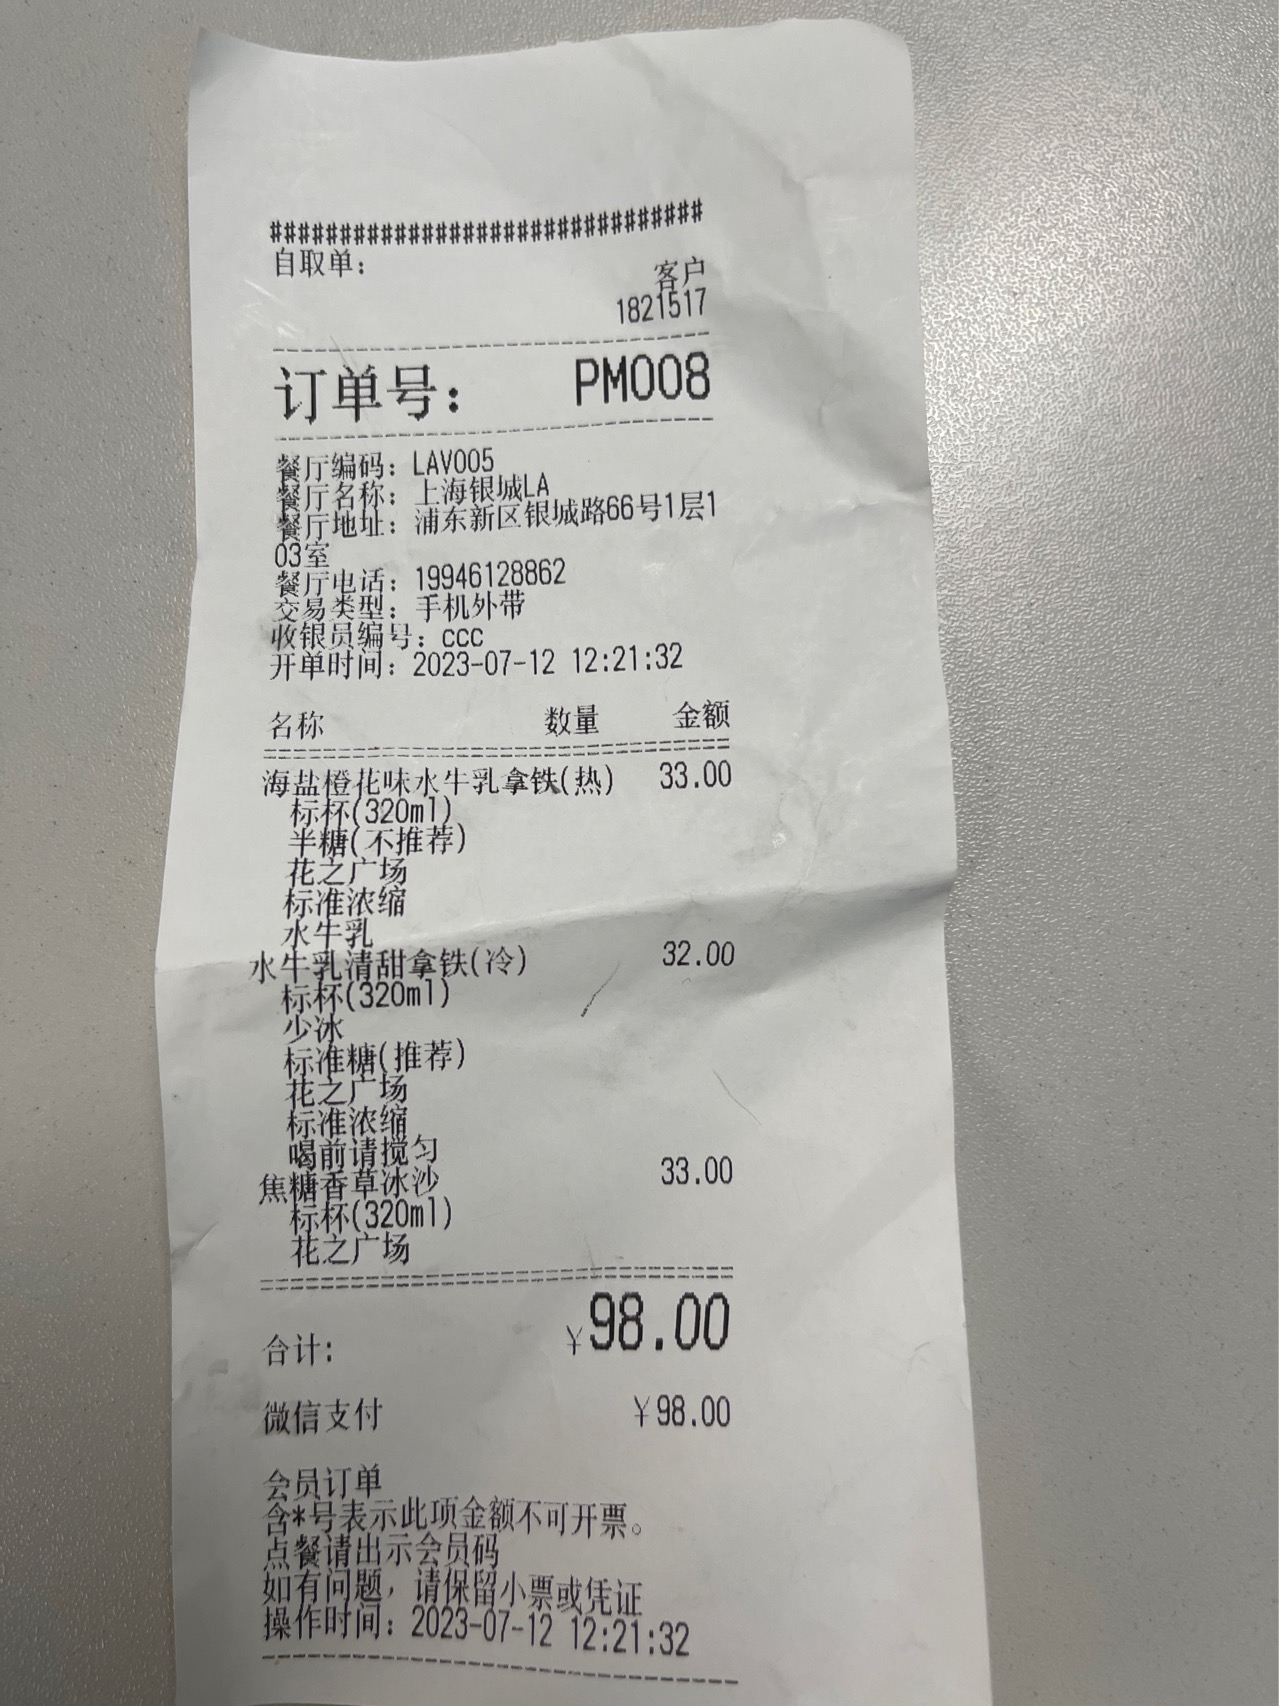 ################################
自取单：
客户
1821517
订单号： PM008
餐厅编码：LAV005
餐厅名称：上海银城LA
餐厅地址：浦东新区银城路66号1层1
03室
餐厅电话：19946128862
交易类型：手机外带
收银员编号：ccc
开单时间：2023-07-12 12:21:32
名称 数量 金额
海盐橙花味水牛乳拿铁(热) 33.00
标杯(320ml)
半糖(不推荐)
花之广场
标准浓缩
水牛乳
水牛乳清甜拿铁(冷) 32.00
标杯(320ml)
少冰
标准糖(推荐)
花之广场
标准浓缩
喝前请搅匀
焦糖香草冰沙 33.00
标杯(320ml)
花之广场
合计： ￥98.00
微信支付 ￥98.00
会员订单
含*号表示此项金额不可开票。
点餐请出示会员码
如有问题，请保留小票或凭证
操作时间：2023-07-12 12:21:32